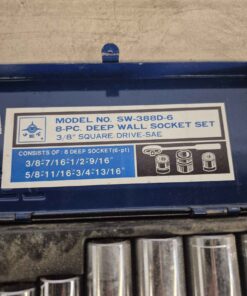 MODEL NO. SW-388D-6
8-PC. DEEP WALL SOCKET SET
3/8" SQUARE DRIVE-SAE
CONSISTS OF: 8 DEEP SOCKET(6-pt)
3/8-7/16-1/2-9/16"
5/8-11/16-3/4-13/16"